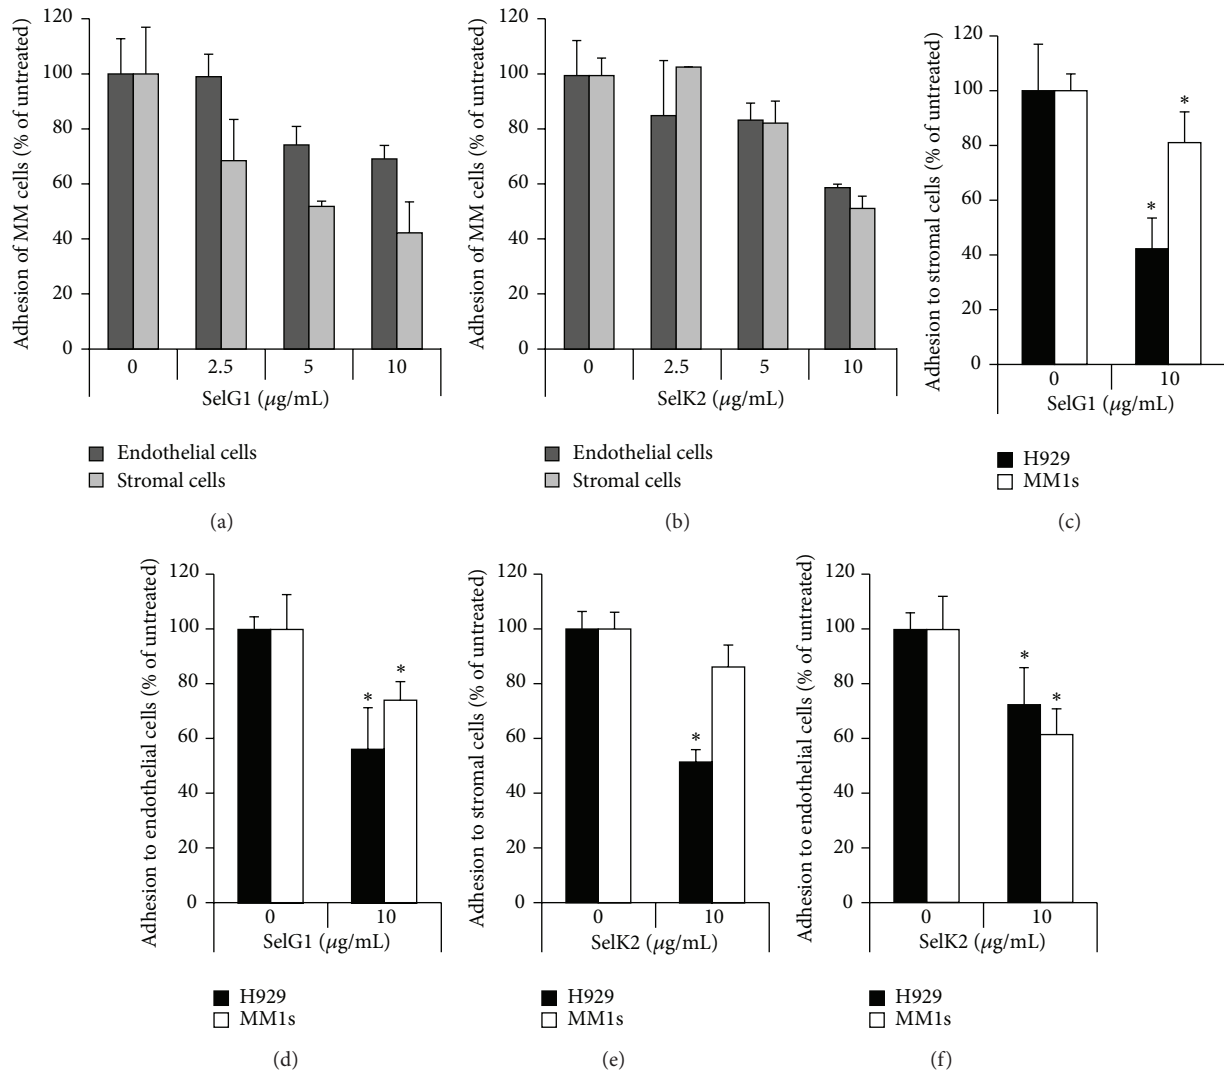 Adhesion of MM cells (% of untreated)
120
100
80
60
40
20
0
0 2.5 5 10
SelG1 (µg/mL)
Endothelial cells
Stromal cells
(a)
Adhesion of MM cells (% of untreated)
120
100
80
60
40
20
0
0 2.5 5 10
SelK2 (µg/mL)
Endothelial cells
Stromal cells
(b)
Adhesion to stromal cells (% of untreated)
120
100
80
60
40
20
0
* *
0 10
SelG1 (µg/mL)
H929
MM1s
(c)
Adhesion to endothelial cells (% of untreated)
120
100
80
60
40
20
0
* *
0 10
SelG1 (µg/mL)
H929
MM1s
(d)
Adhesion to stromal cells (% of untreated)
120
100
80
60
40
20
0
*
0 10
SelK2 (µg/mL)
H929
MM1s
(e)
Adhesion to endothelial cells (% of untreated)
120
100
80
60
40
20
0
* *
0 10
SelK2 (µg/mL)
H929
MM1s
(f)